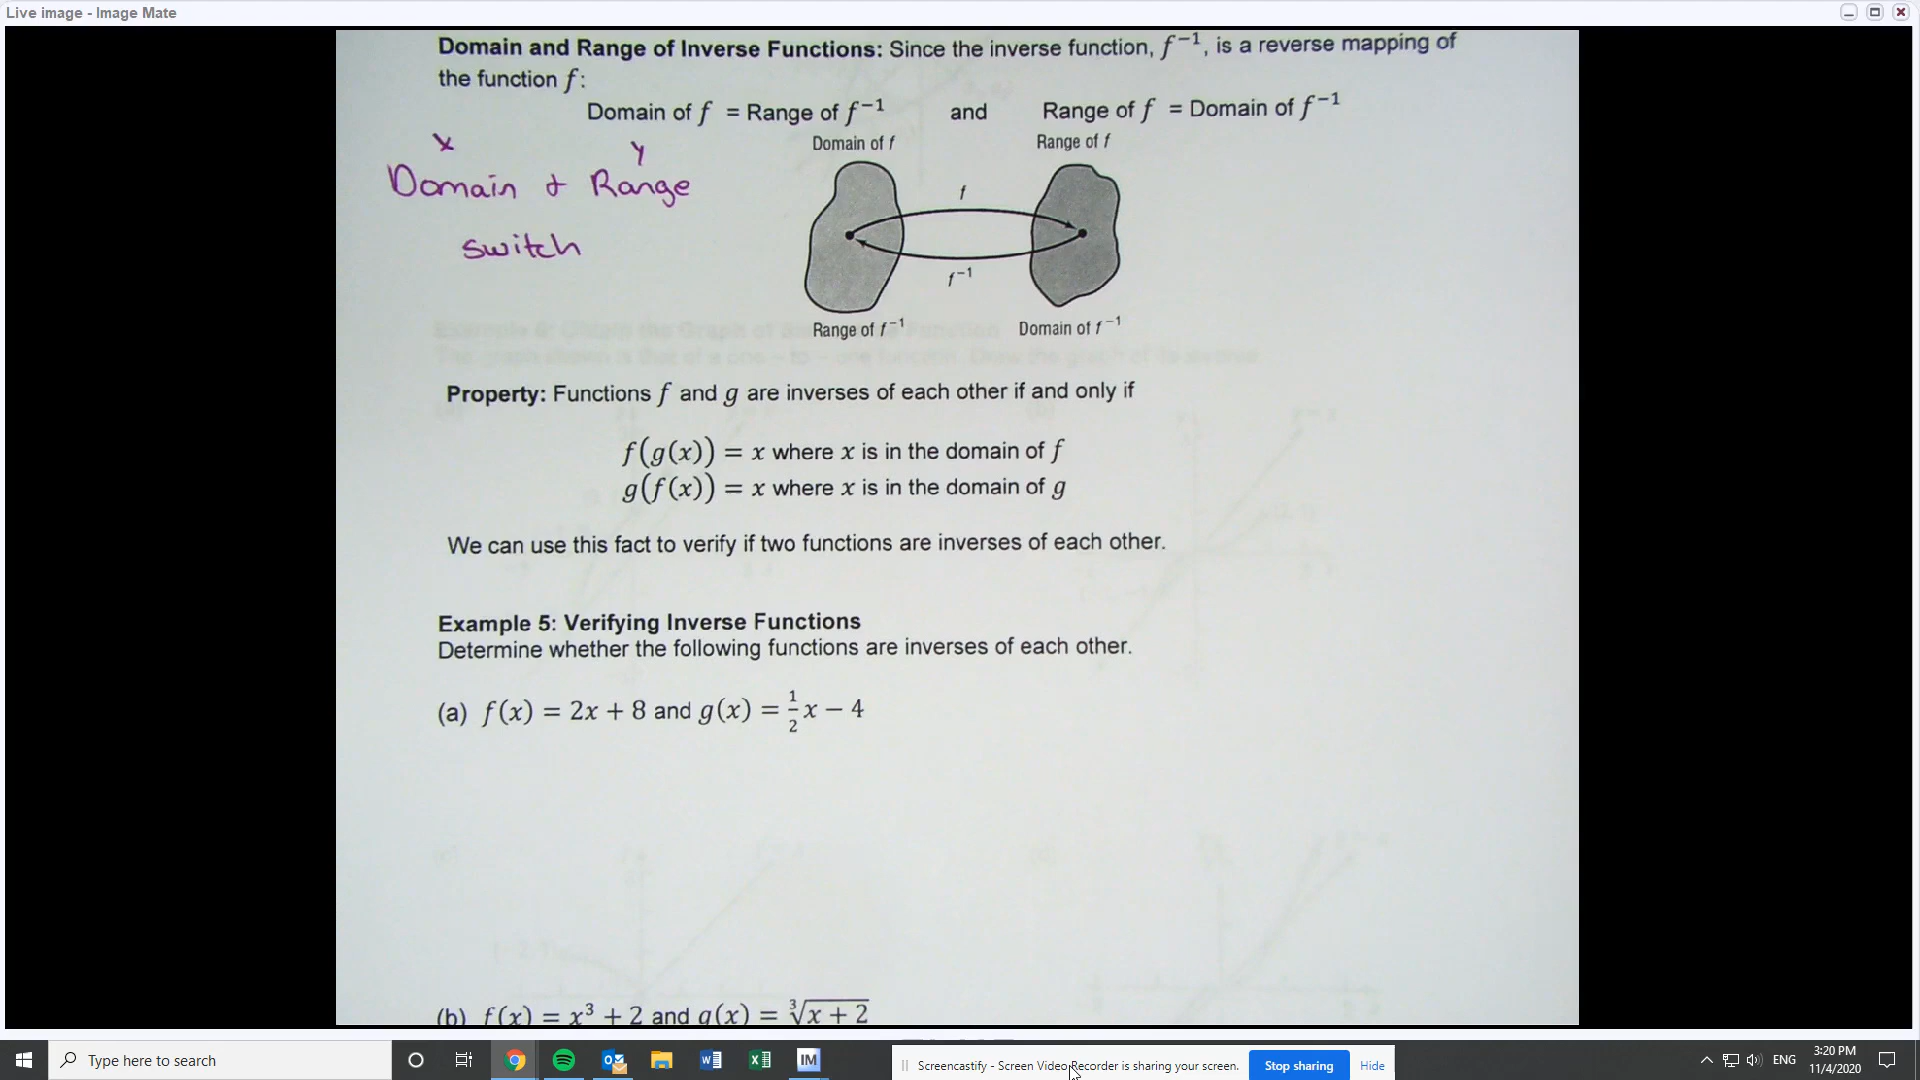 Live image - Image Mate
Domain and Range of Inverse Functions: Since the inverse function, f⁻¹, is a reverse mapping of
the function f:
Domain of f = Range of f⁻¹ and Range of f = Domain of f⁻¹
x y
Domain + Range
switch
Domain of f Range of f
f
f⁻¹
Range of f⁻¹ Domain of f⁻¹
Property: Functions f and g are inverses of each other if and only if
f(g(x)) = x where x is in the domain of f
g(f(x)) = x where x is in the domain of g
We can use this fact to verify if two functions are inverses of each other.
Example 5: Verifying Inverse Functions
Determine whether the following functions are inverses of each other.
(a) f(x) = 2x + 8 and g(x) = 1/2 x − 4
(b) f(x) = x³ + 2 and g(x) = ∛(x + 2)
Type here to search
IM
Screencastify - Screen Video Recorder is sharing your screen.
Stop sharing
Hide
ENG
3:20 PM
11/4/2020